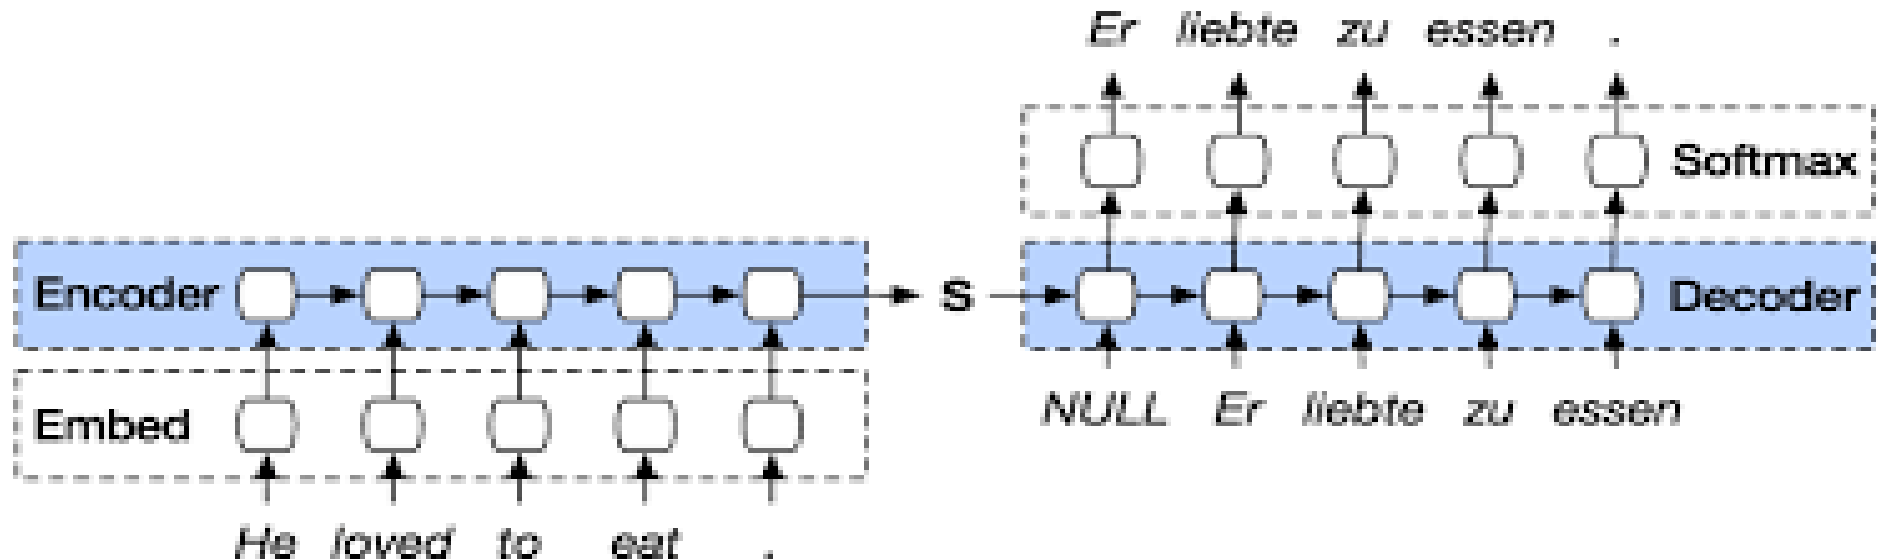 Er liebte zu essen .
Softmax
Encoder S Decoder
NULL Er liebte zu essen
Embed
He loved to eat .